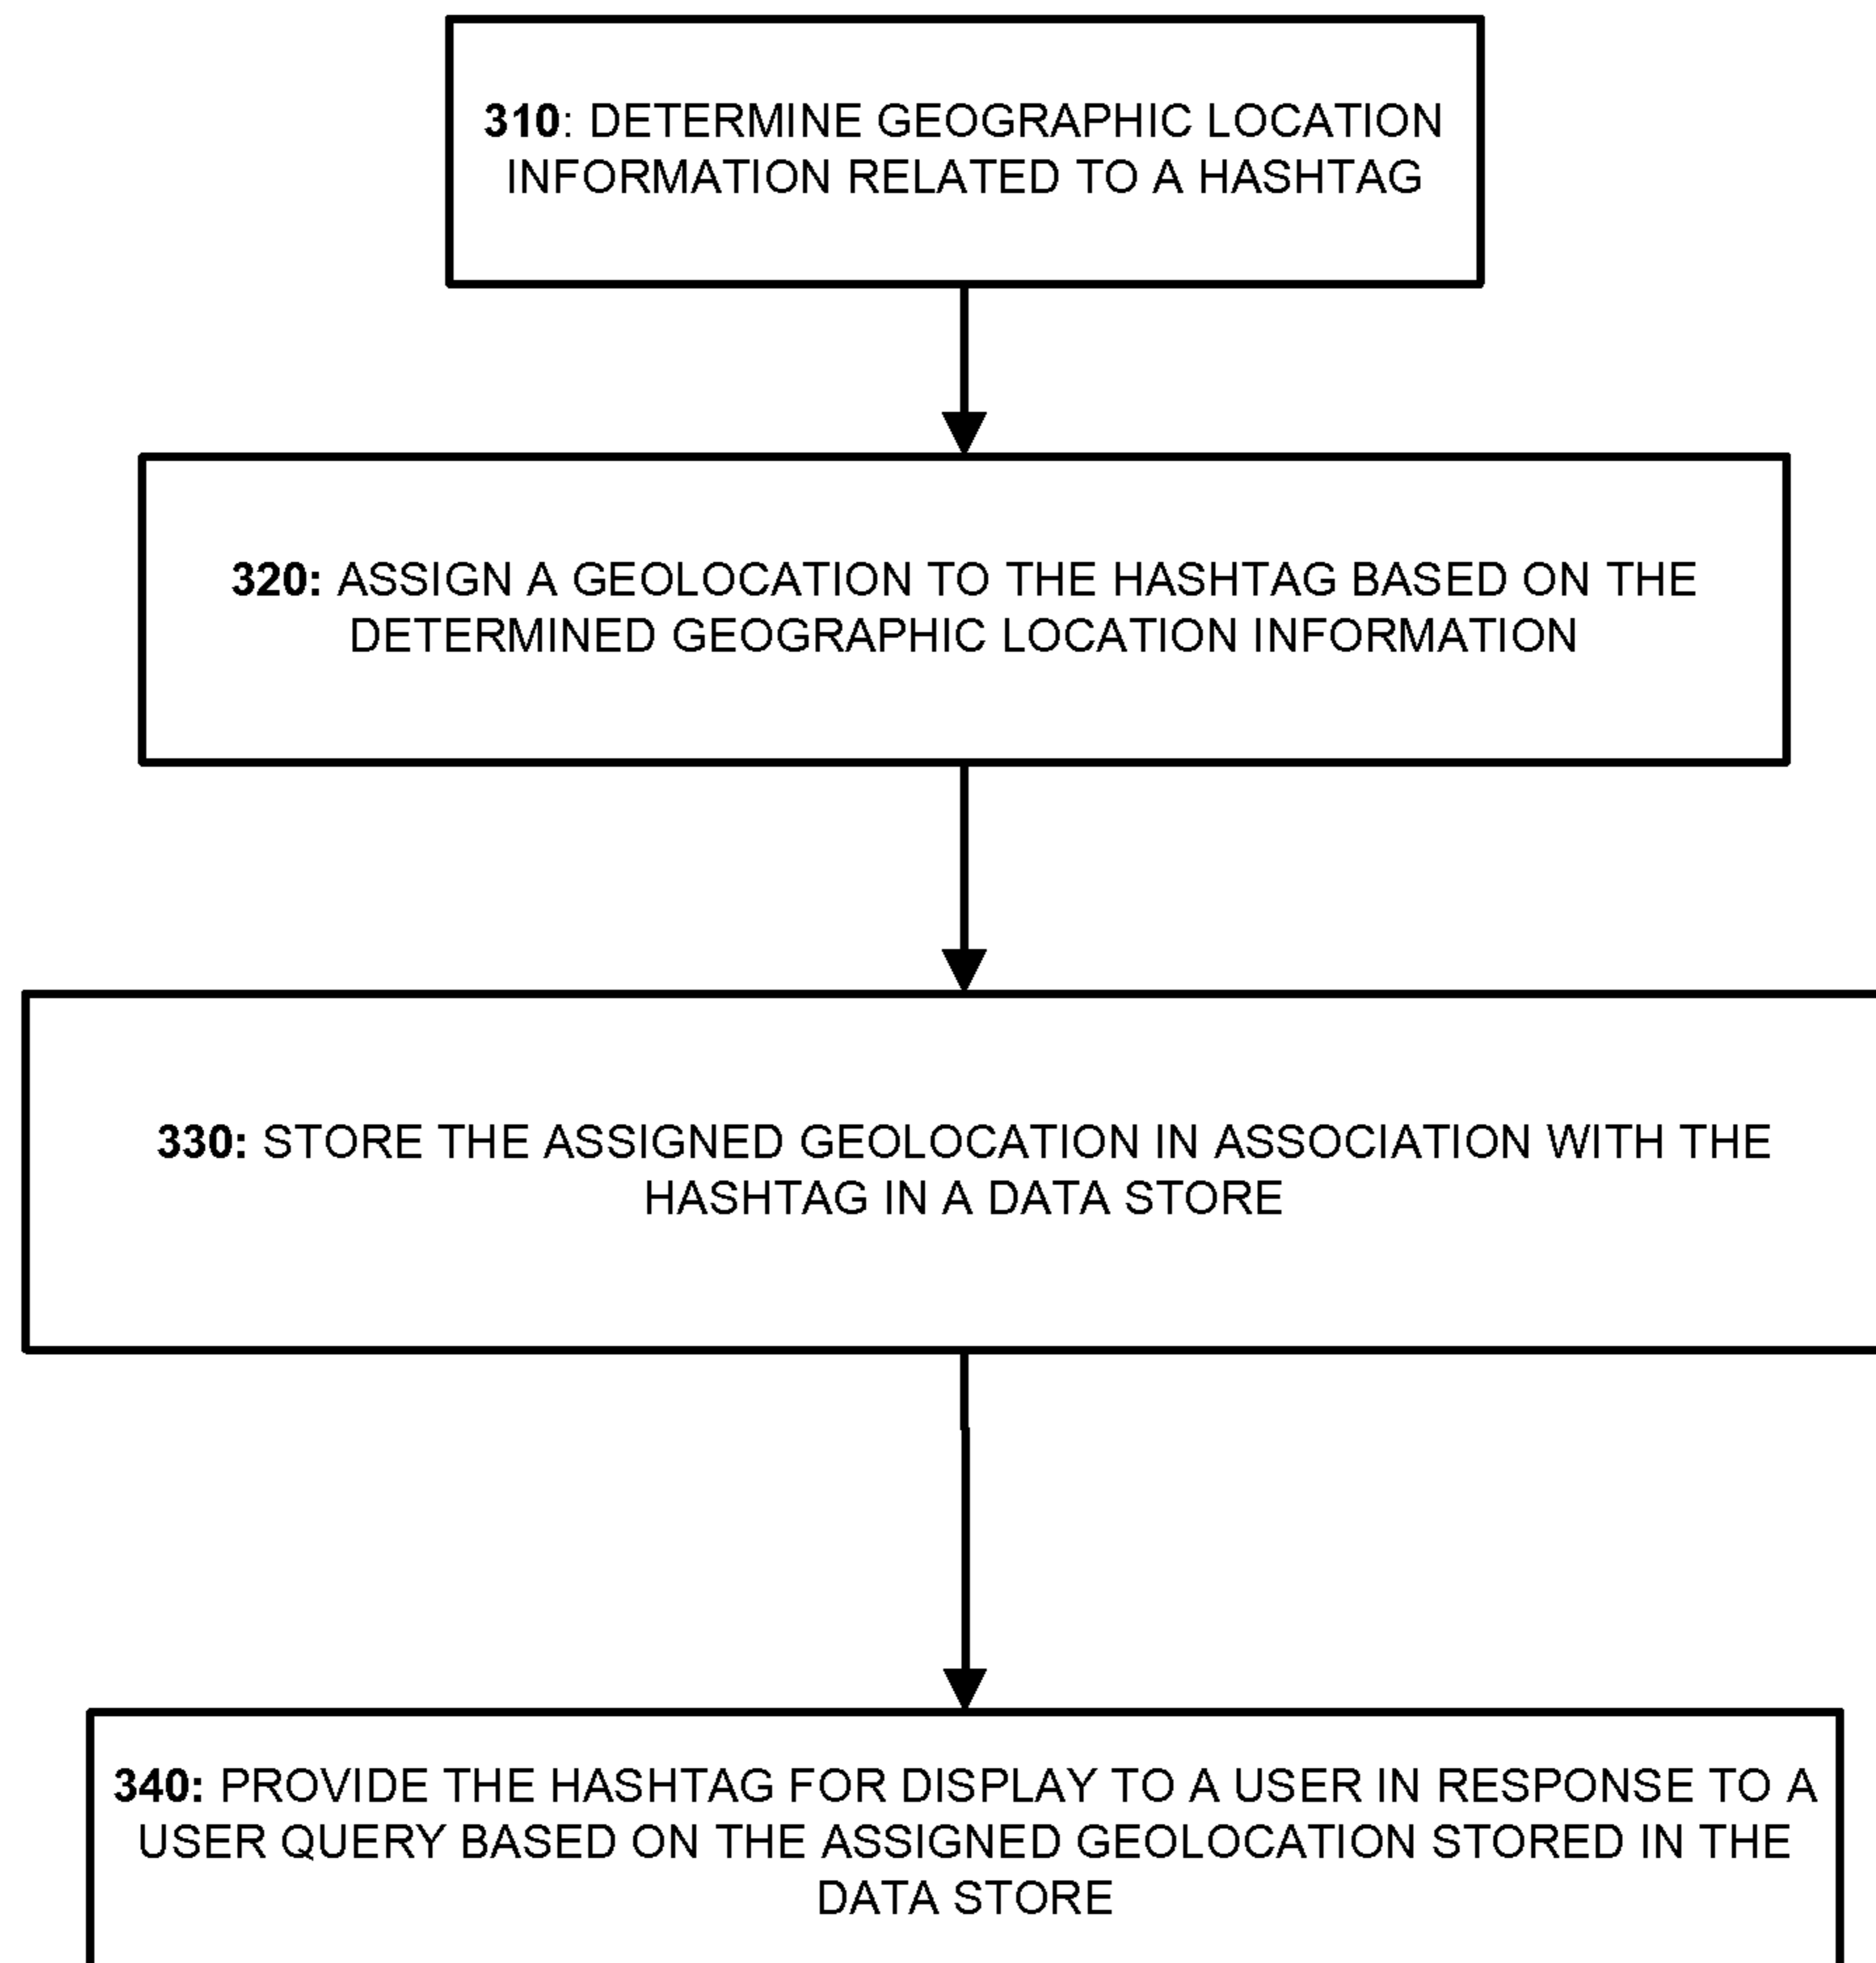 310: DETERMINE GEOGRAPHIC LOCATION
INFORMATION RELATED TO A HASHTAG
320: ASSIGN A GEOLOCATION TO THE HASHTAG BASED ON THE
DETERMINED GEOGRAPHIC LOCATION INFORMATION
330: STORE THE ASSIGNED GEOLOCATION IN ASSOCIATION WITH THE
HASHTAG IN A DATA STORE
340: PROVIDE THE HASHTAG FOR DISPLAY TO A USER IN RESPONSE TO A
USER QUERY BASED ON THE ASSIGNED GEOLOCATION STORED IN THE
DATA STORE